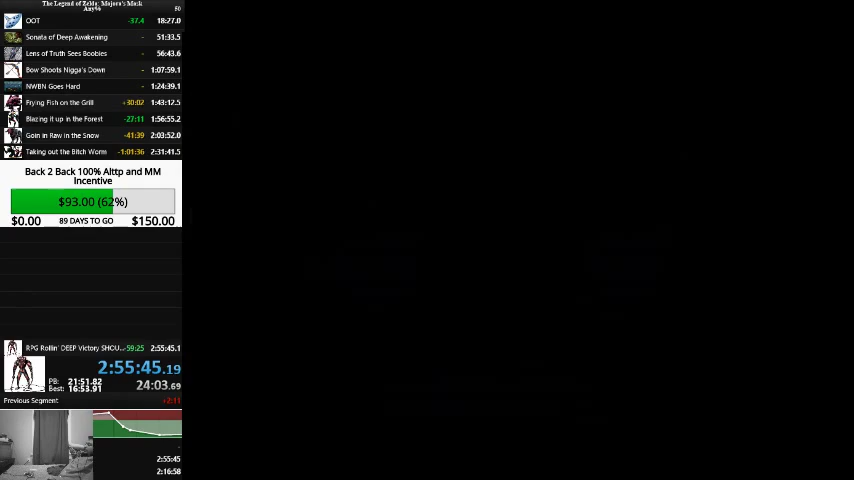 The Legend of Zelda: Majora's Mask
Any% 50
OOT -37.4 18:27.0
Sonata of Deep Awakening - 51:33.5
Lens of Truth Sees Boobies - 56:43.6
Bow Shoots Nigga's Down - 1:07:59.1
NWBN Goes Hard - 1:24:39.1
Frying Fish on the Grill +30:02 1:43:12.5
Blazing it up in the Forest -27:11 1:56:55.2
Goin in Raw in the Snow -41:39 2:03:52.0
Taking out the Bitch Worm -1:01:36 2:31:41.5
Back 2 Back 100% Alttp and MM
Incentive
$93.00 (62%)
$0.00 89 DAYS TO GO $150.00
RPG Rollin' DEEP Victory SHOU... -59:25 2:55:45.1
2:55:45.19
PB: 21:51.82
Best: 16:53.91
24:03.69
Previous Segment +2:11
-
2:55:45
2:16:58